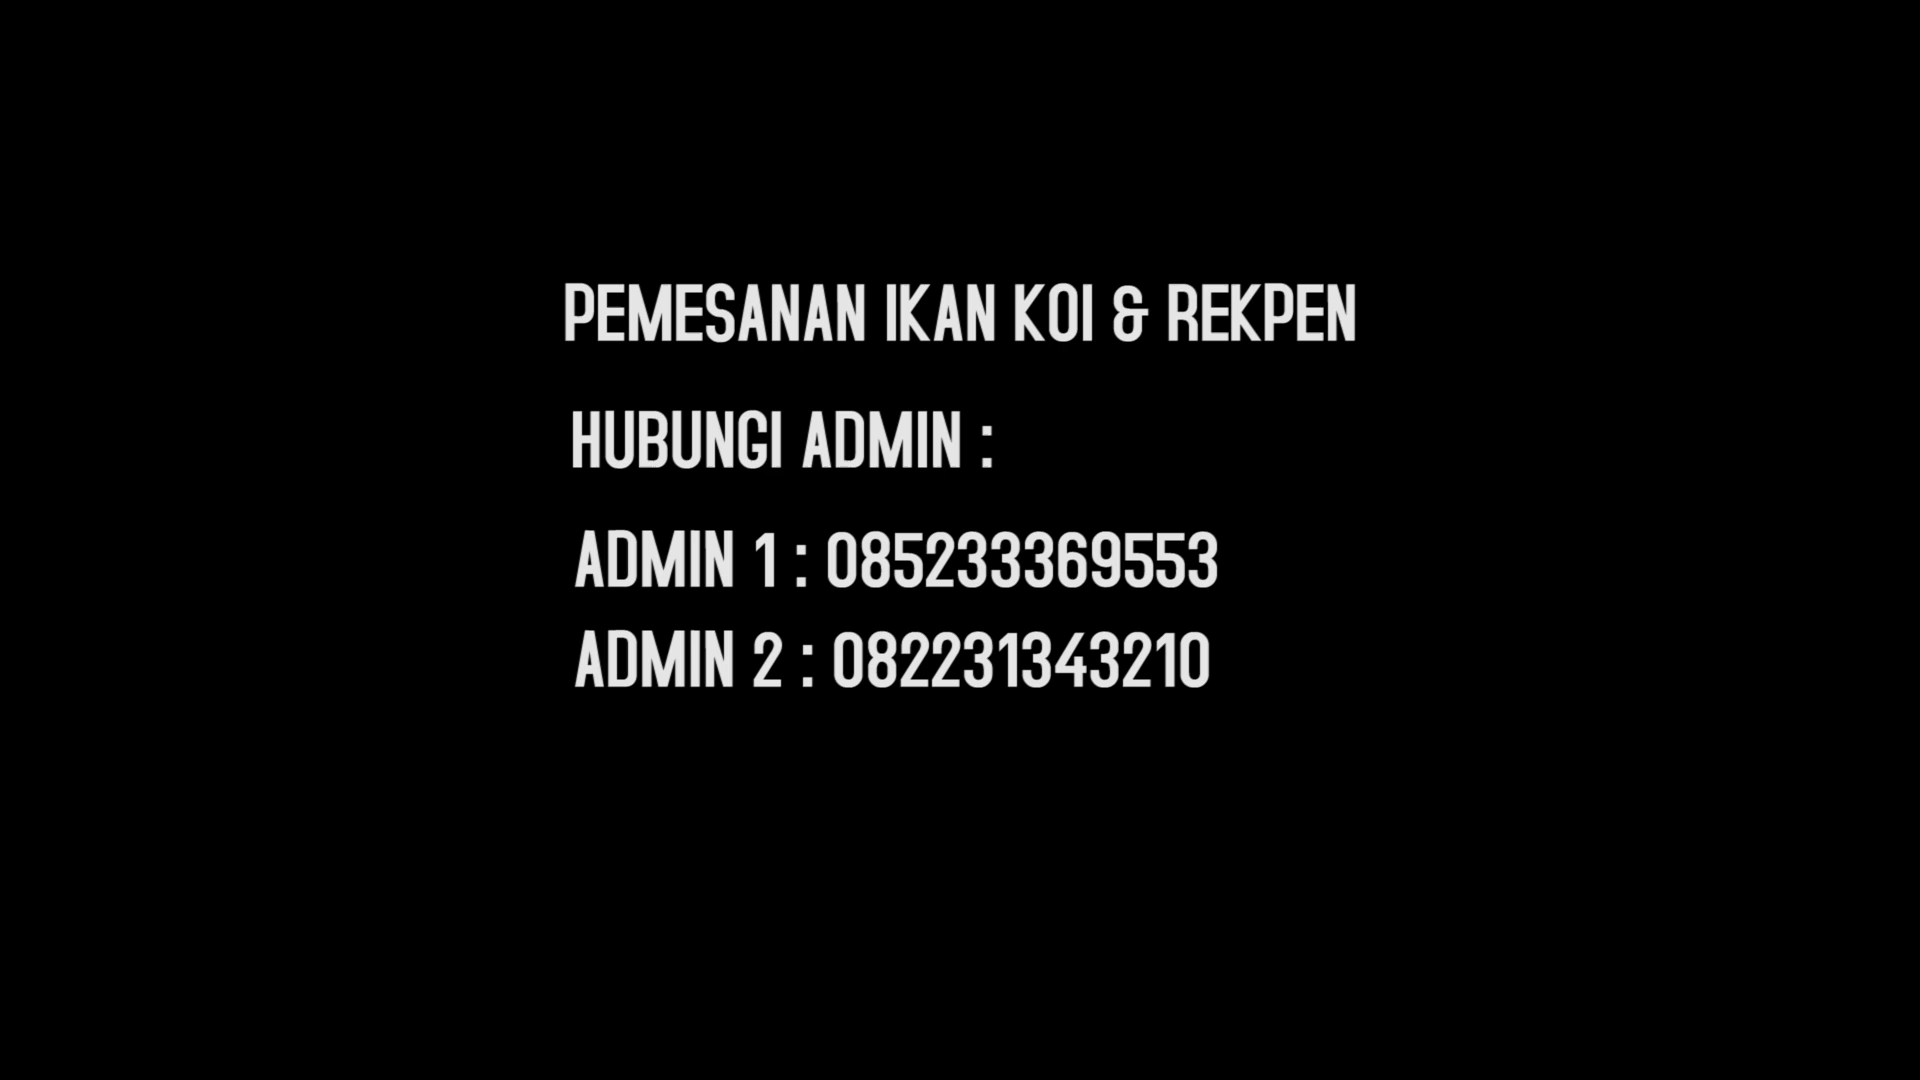 PEMESANAN IKAN KOI & REKPEN
HUBUNGI ADMIN :
ADMIN 1 : 085233369553
ADMIN 2 : 082231343210